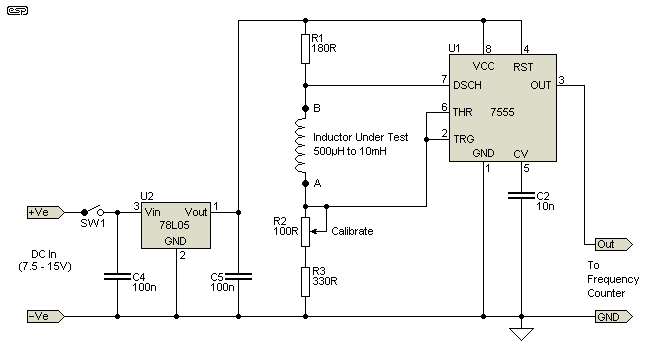 esp
R1
180R
U1
8
4
VCC
RST
7
DSCH
OUT
3
B
6
THR
7555
Inductor Under Test
500µH to 10mH
2
TRG
GND
CV
A
1
5
U2
+Ve
SW1
3
Vin
Vout
1
78L05
GND
2
R2
100R
Calibrate
C2
10n
DC In
(7.5 - 15V)
C4
100n
C5
100n
R3
330R
Out
To
Frequency
Counter
−Ve
GND